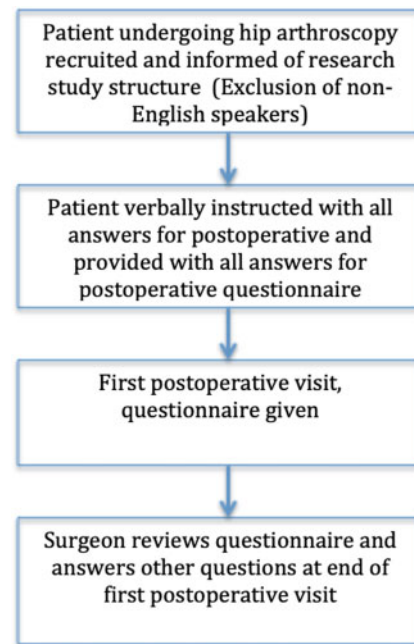 Patient undergoing hip arthroscopy
recruited and informed of research
study structure  (Exclusion of non-
English speakers)
Patient verbally instructed with all
answers for postoperative and
provided with all answers for
postoperative questionnaire
First postoperative visit,
questionnaire given
Surgeon reviews questionnaire and
answers other questions at end of
first postoperative visit